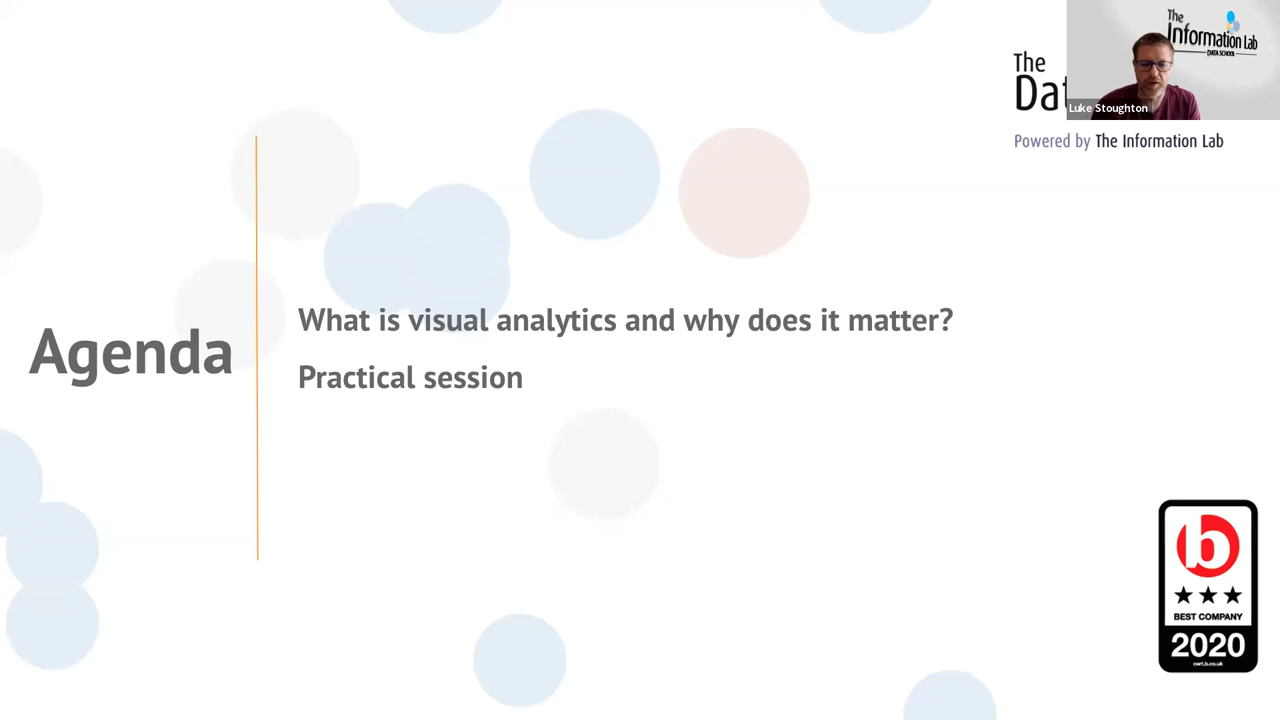 The
Information Lab
DATA SCHOOL
Luke Stoughton
The
Dat
Powered by The Information Lab
Agenda
What is visual analytics and why does it matter?
Practical session
b
BEST COMPANY
2020